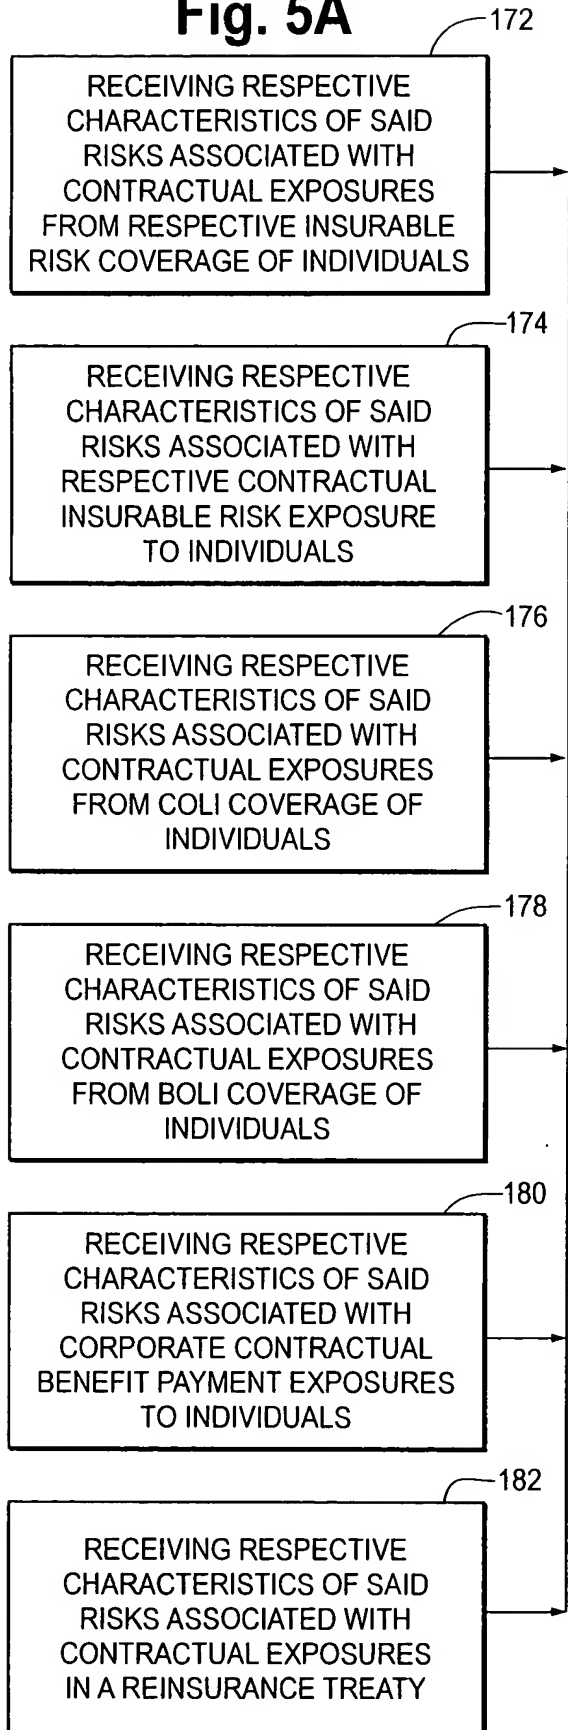 Fig. 5A
172
RECEIVING RESPECTIVE
CHARACTERISTICS OF SAID
RISKS ASSOCIATED WITH
CONTRACTUAL EXPOSURES
FROM RESPECTIVE INSURABLE
RISK COVERAGE OF INDIVIDUALS
174
RECEIVING RESPECTIVE
CHARACTERISTICS OF SAID
RISKS ASSOCIATED WITH
RESPECTIVE CONTRACTUAL
INSURABLE RISK EXPOSURE
TO INDIVIDUALS
176
RECEIVING RESPECTIVE
CHARACTERISTICS OF SAID
RISKS ASSOCIATED WITH
CONTRACTUAL EXPOSURES
FROM COLI COVERAGE OF
INDIVIDUALS
178
RECEIVING RESPECTIVE
CHARACTERISTICS OF SAID
RISKS ASSOCIATED WITH
CONTRACTUAL EXPOSURES
FROM BOLI COVERAGE OF
INDIVIDUALS
180
RECEIVING RESPECTIVE
CHARACTERISTICS OF SAID
RISKS ASSOCIATED WITH
CORPORATE CONTRACTUAL
BENEFIT PAYMENT EXPOSURES
TO INDIVIDUALS
182
RECEIVING RESPECTIVE
CHARACTERISTICS OF SAID
RISKS ASSOCIATED WITH
CONTRACTUAL EXPOSURES
IN A REINSURANCE TREATY